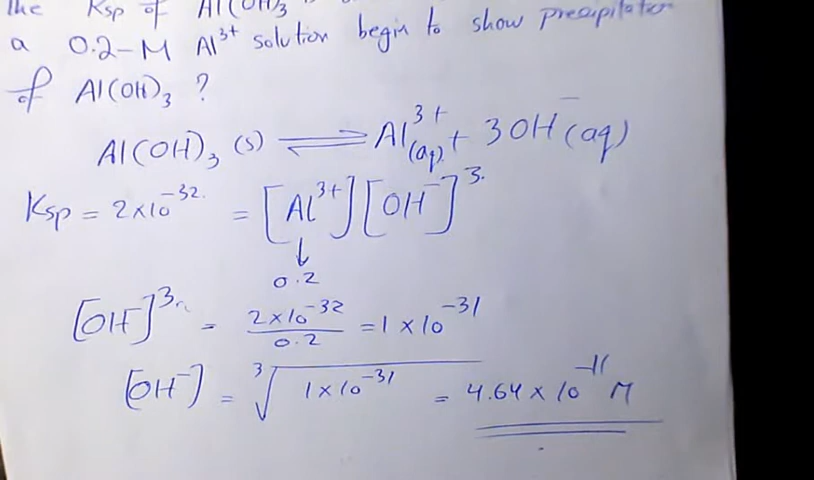 the Ksp of Al(OH)3
a 0.2-M Al³⁺ solution begin to show precipitation
of Al(OH)₃ ?
Al(OH)₃ (s) ⇌ Al³⁺(aq) + 3OH⁻(aq)
Ksp = 2×10⁻³² = [Al³⁺][OH⁻]³
↓
0.2
[OH⁻]³ = 2×10⁻³²/0.2 = 1×10⁻³¹
[OH⁻] = ³√(1×10⁻³¹) = 4.64×10⁻¹¹ M